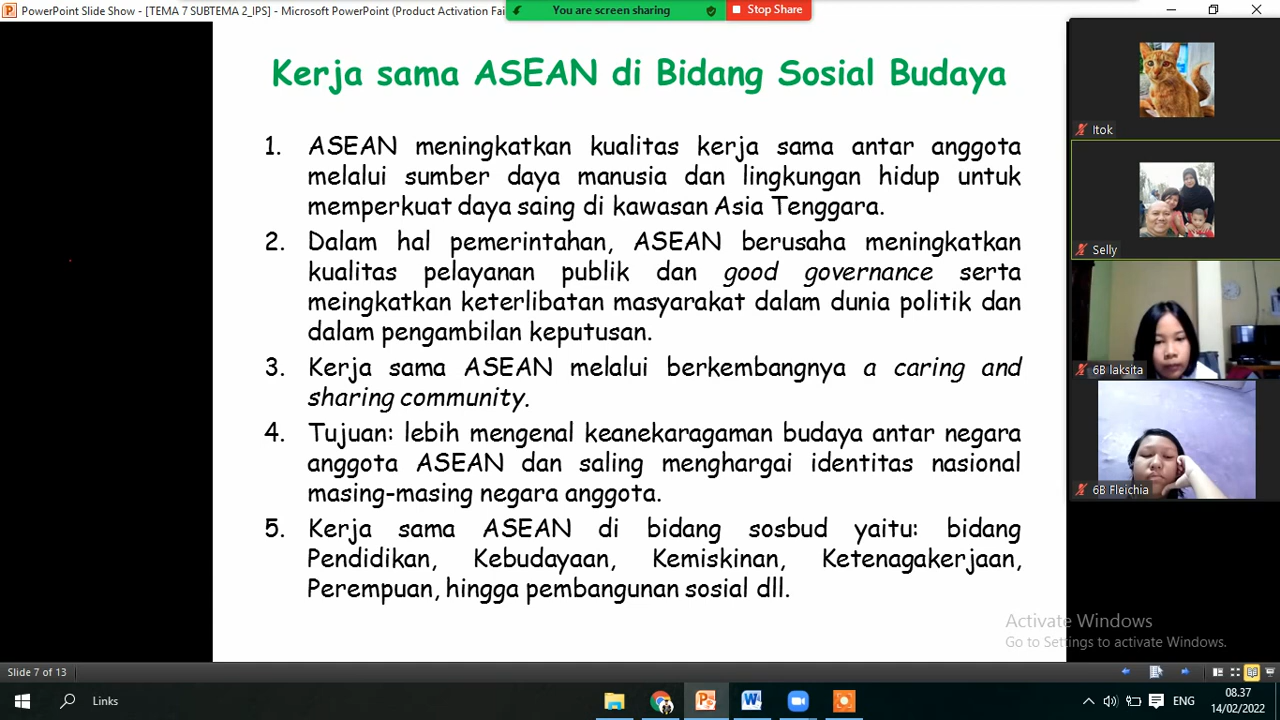 PowerPoint Slide Show - [TEMA 7 SUBTEMA 2_IPS] - Microsoft PowerPoint (Product Activation Fai
You are screen sharing
Stop Share
Kerja sama ASEAN di Bidang Sosial Budaya
1. ASEAN meningkatkan kualitas kerja sama antar anggota
melalui sumber daya manusia dan lingkungan hidup untuk
memperkuat daya saing di kawasan Asia Tenggara.
2. Dalam hal pemerintahan, ASEAN berusaha meningkatkan
kualitas pelayanan publik dan good governance serta
meingkatkan keterlibatan masyarakat dalam dunia politik dan
dalam pengambilan keputusan.
3. Kerja sama ASEAN melalui berkembangnya a caring and
sharing community.
4. Tujuan: lebih mengenal keanekaragaman budaya antar negara
anggota ASEAN dan saling menghargai identitas nasional
masing-masing negara anggota.
5. Kerja sama ASEAN di bidang sosbud yaitu: bidang
Pendidikan, Kebudayaan, Kemiskinan, Ketenagakerjaan,
Perempuan, hingga pembangunan sosial dll.
Itok
Selly
6B laksita
6B Fleichia
Activate Windows
Go to Settings to activate Windows.
Slide 7 of 13
Links
ENG
08.37
14/02/2022